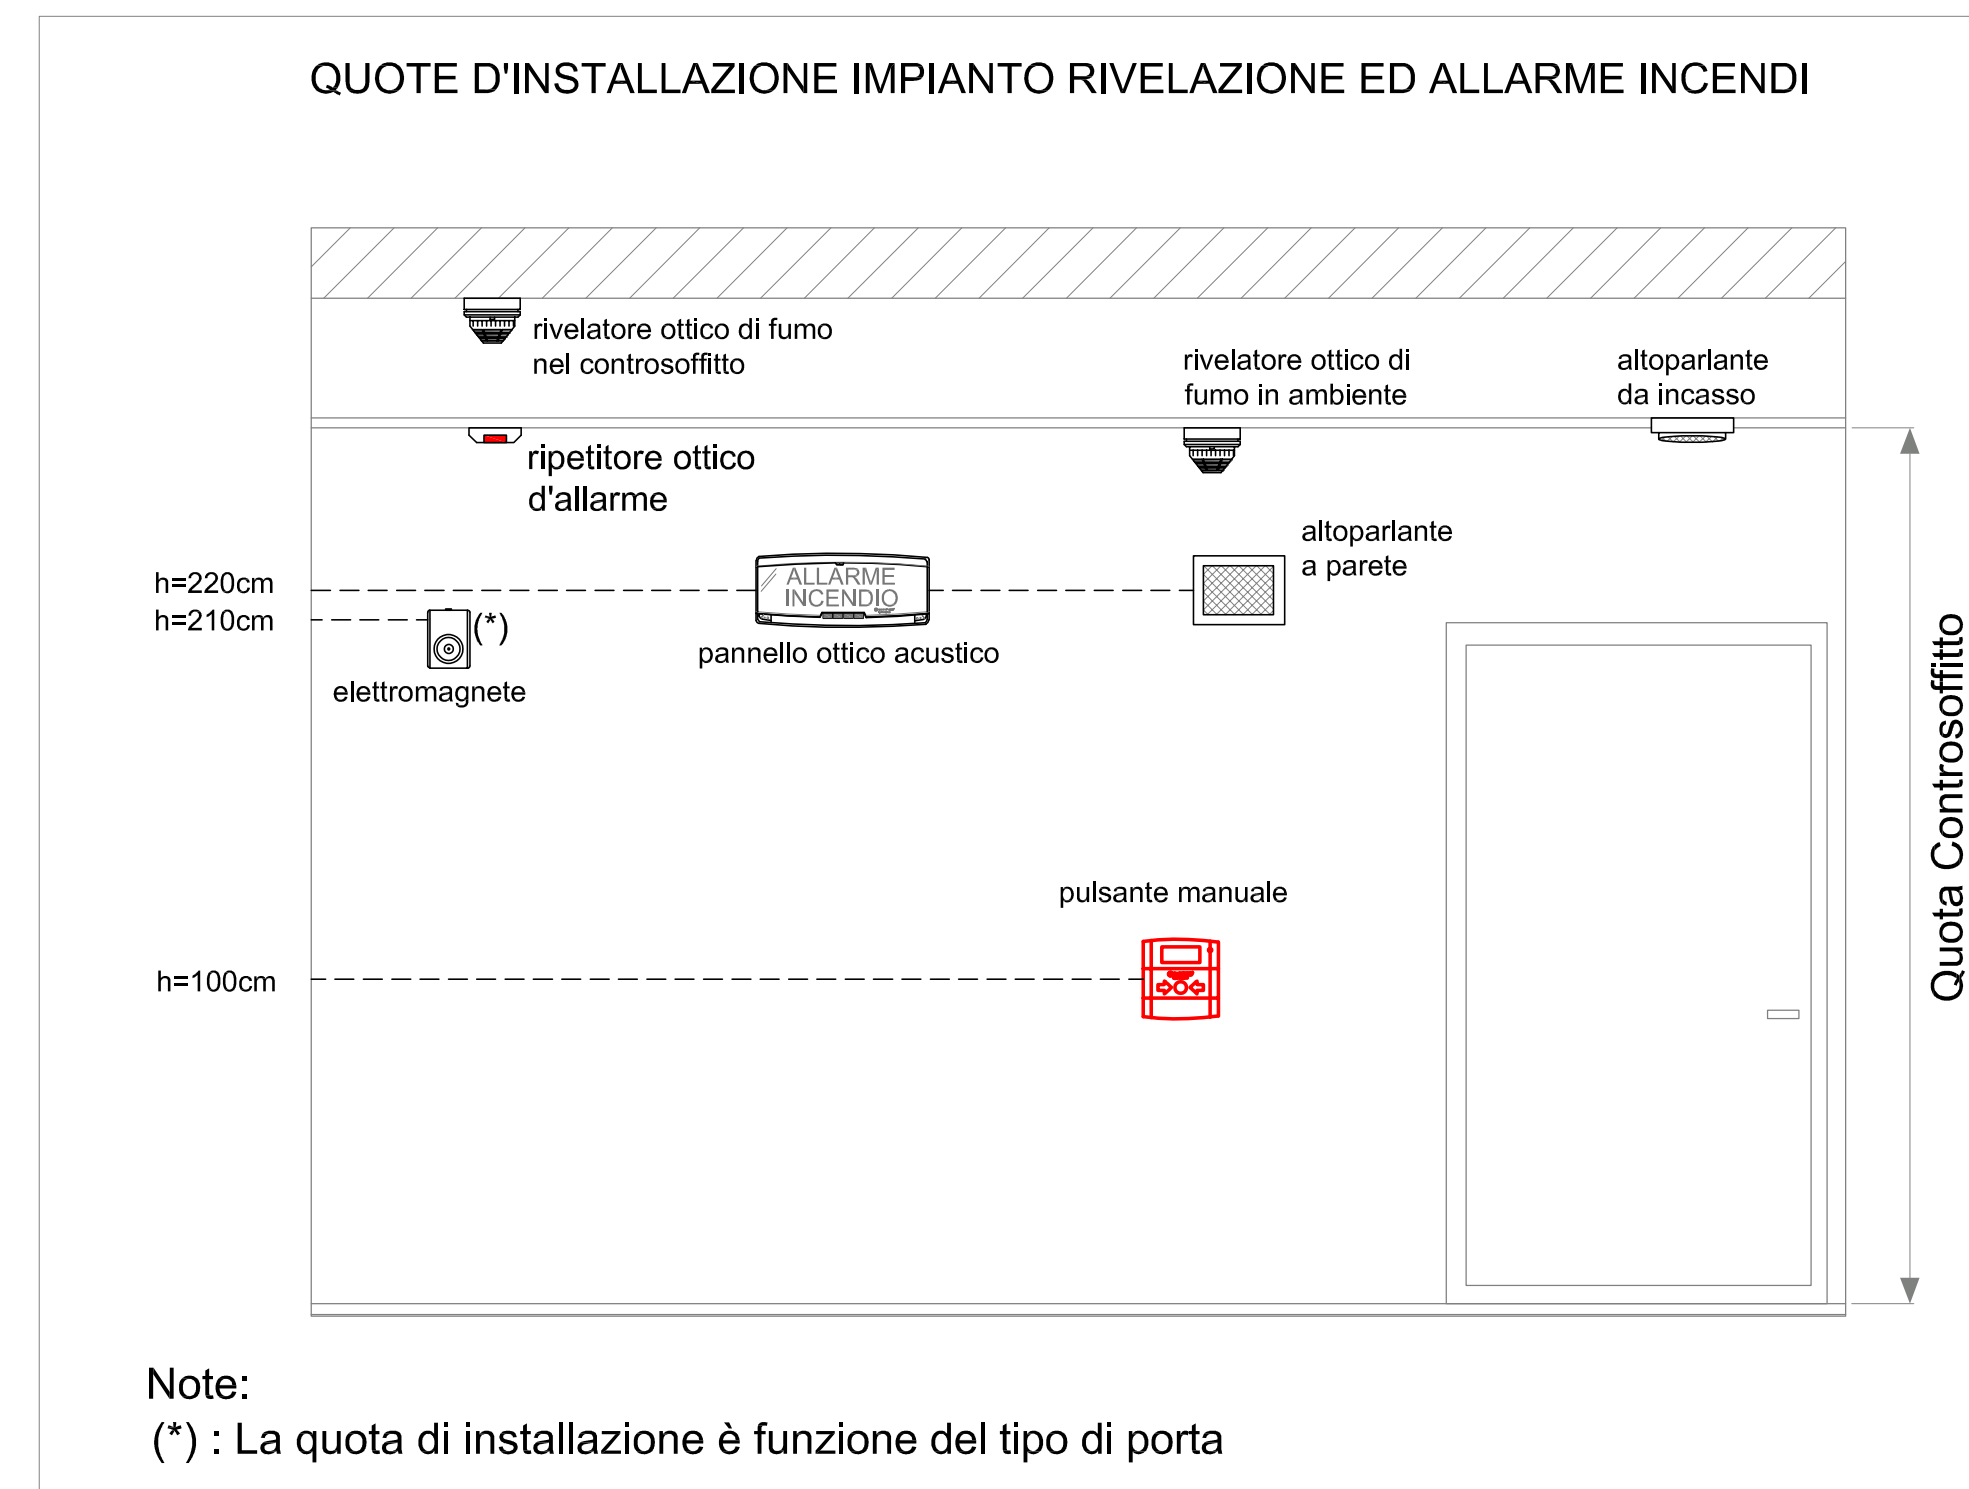 QUOTE D'INSTALLAZIONE IMPIANTO RIVELAZIONE ED ALLARME INCENDI
rivelatore ottico di fumo
nel controsoffitto
rivelatore ottico di
fumo in ambiente
altoparlante
da incasso
ripetitore ottico
d'allarme
altoparlante
a parete
h=220cm
ALLARME
INCENDIO
h=210cm
(*)
pannello ottico acustico
elettromagnete
Quota Controsoffitto
pulsante manuale
h=100cm
Note:
(*) : La quota di installazione è funzione del tipo di porta